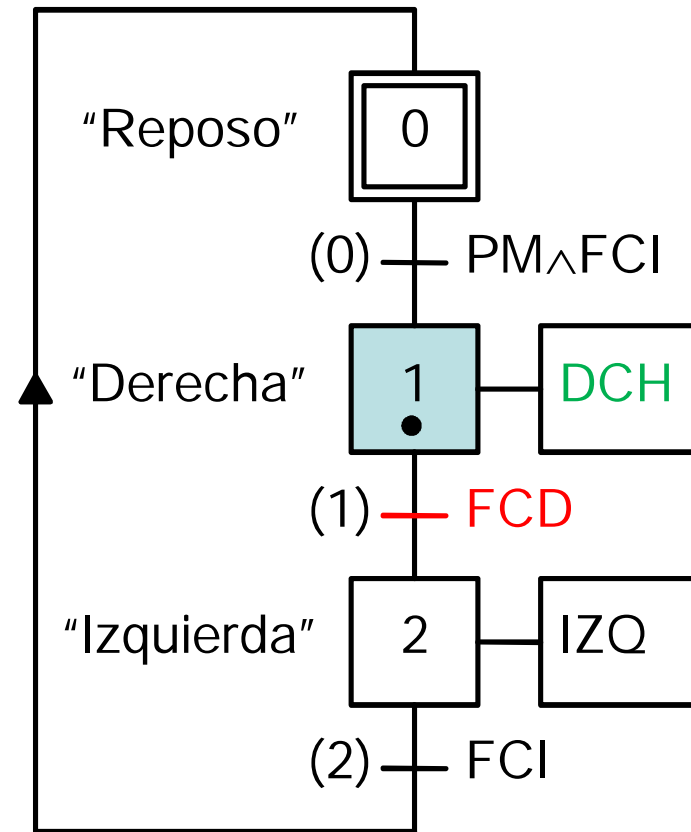 “Reposo” 0
(0) PM∧FCI
“Derecha” 1 DCH
(1) FCD
“Izquierda” 2 IZQ
(2) FCI